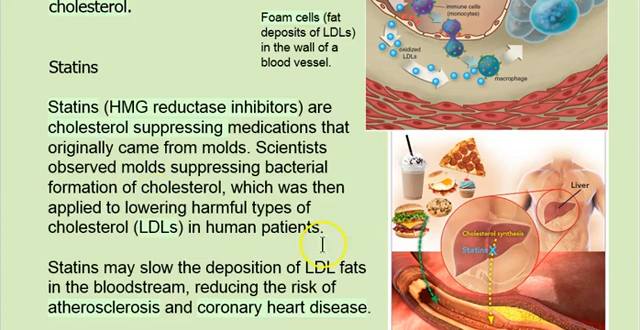 cholesterol.
Foam cells (fat
deposits of LDLs)
in the wall of a
blood vessel.
immune cells
(monocytes)
oxidized
LDLs
macrophage
Statins
Statins (HMG reductase inhibitors) are
cholesterol suppressing medications that
originally came from molds. Scientists
observed molds suppressing bacterial
formation of cholesterol, which was then
applied to lowering harmful types of
cholesterol (LDLs) in human patients.
Statins may slow the deposition of LDL fats
in the bloodstream, reducing the risk of
atherosclerosis and coronary heart disease.
Liver
Cholesterol synthesis
Statins X